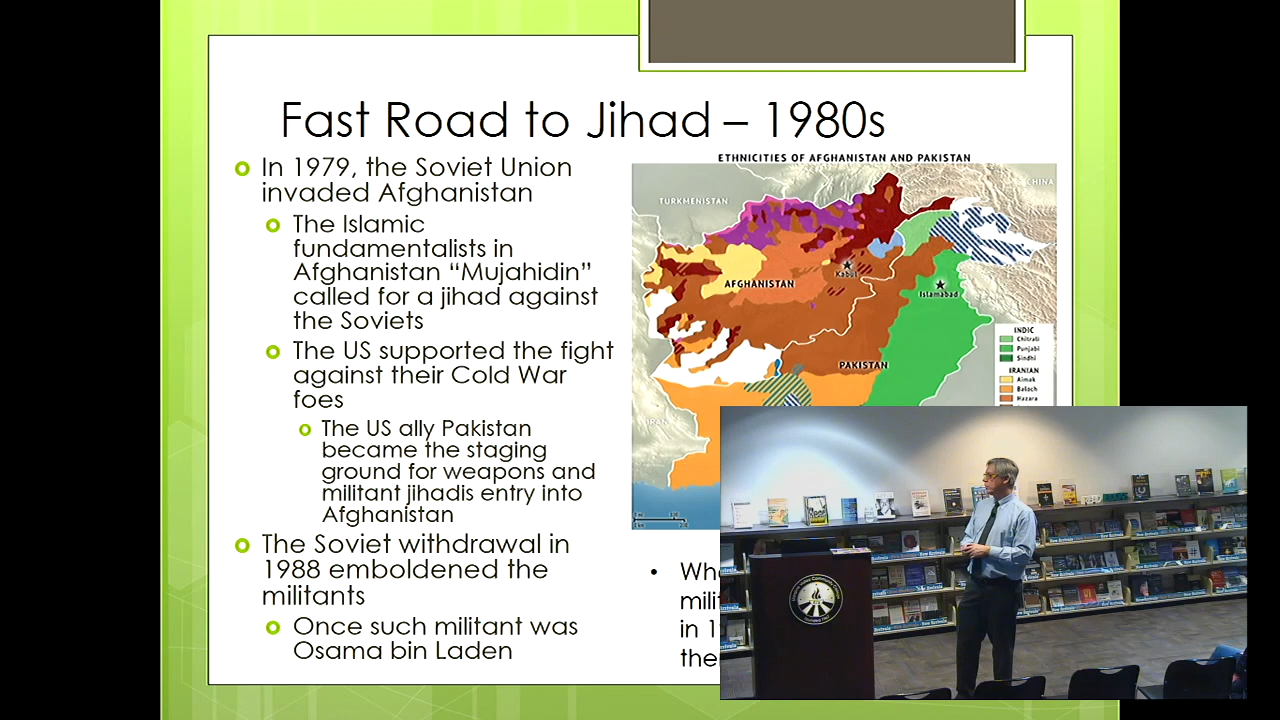 Fast Road to Jihad – 1980s
In 1979, the Soviet Union
invaded Afghanistan
The Islamic
fundamentalists in
Afghanistan “Mujahidin”
called for a jihad against
the Soviets
The US supported the fight
against their Cold War
foes
The US ally Pakistan
became the staging
ground for weapons and
militant jihadis entry into
Afghanistan
The Soviet withdrawal in
1988 emboldened the
militants
Once such militant was
Osama bin Laden
ETHNICITIES OF AFGHANISTAN AND PAKISTAN
CHINA
TURKMENISTAN
Kabul
AFGHANISTAN
Islamabad
PAKISTAN
IRAN
INDIC
Chitrali
Punjabi
Sindhi
IRANIAN
Aimak
Baloch
Hazara
in 1
the